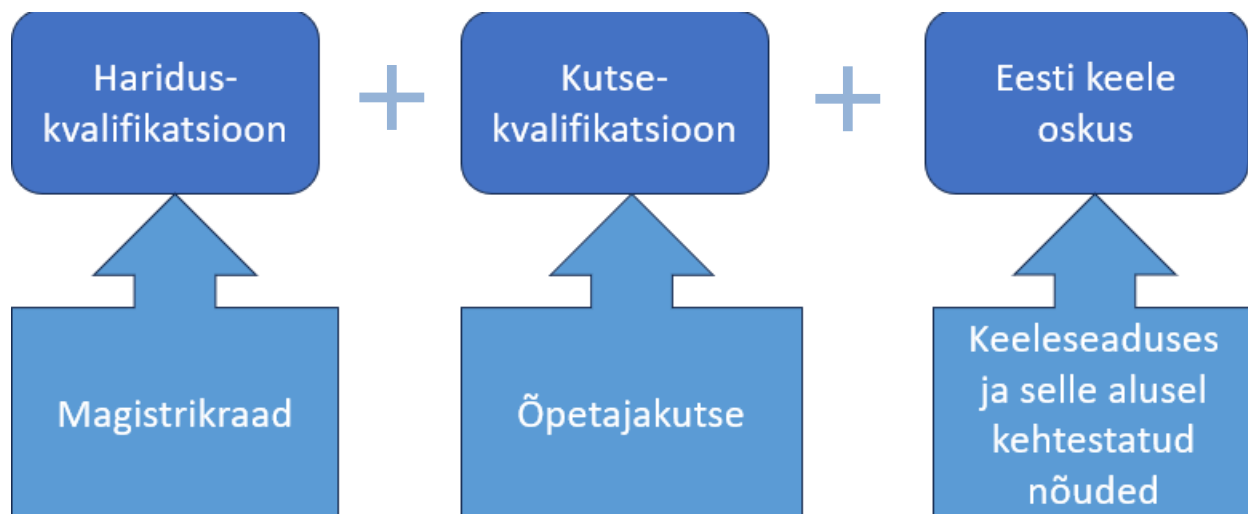 Haridus-
kvalifikatsioon
Kutse-
kvalifikatsioon
Eesti keele
oskus
Magistrikraad
Õpetajakutse
Keeleseaduses
ja selle alusel
kehtestatud
nõuded